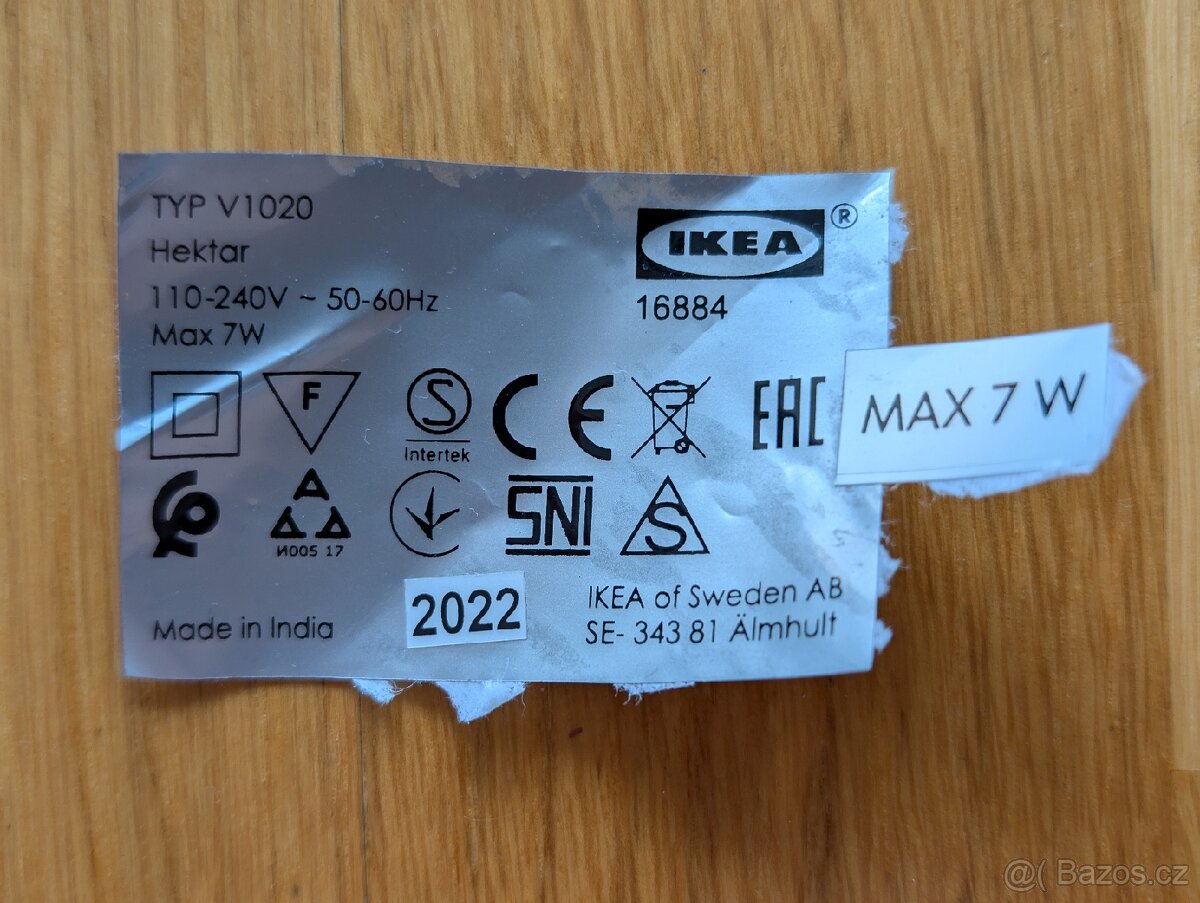 TYP V1020
Hektar
110-240V ~ 50-60Hz
Max 7W
IKEA ®
16884
F
S
Intertek
CE
EAC
MAX 7 W
И005 17
SNI
S
Made in India
2022
IKEA of Sweden AB
SE- 343 81 Älmhult
@( Bazos.cz